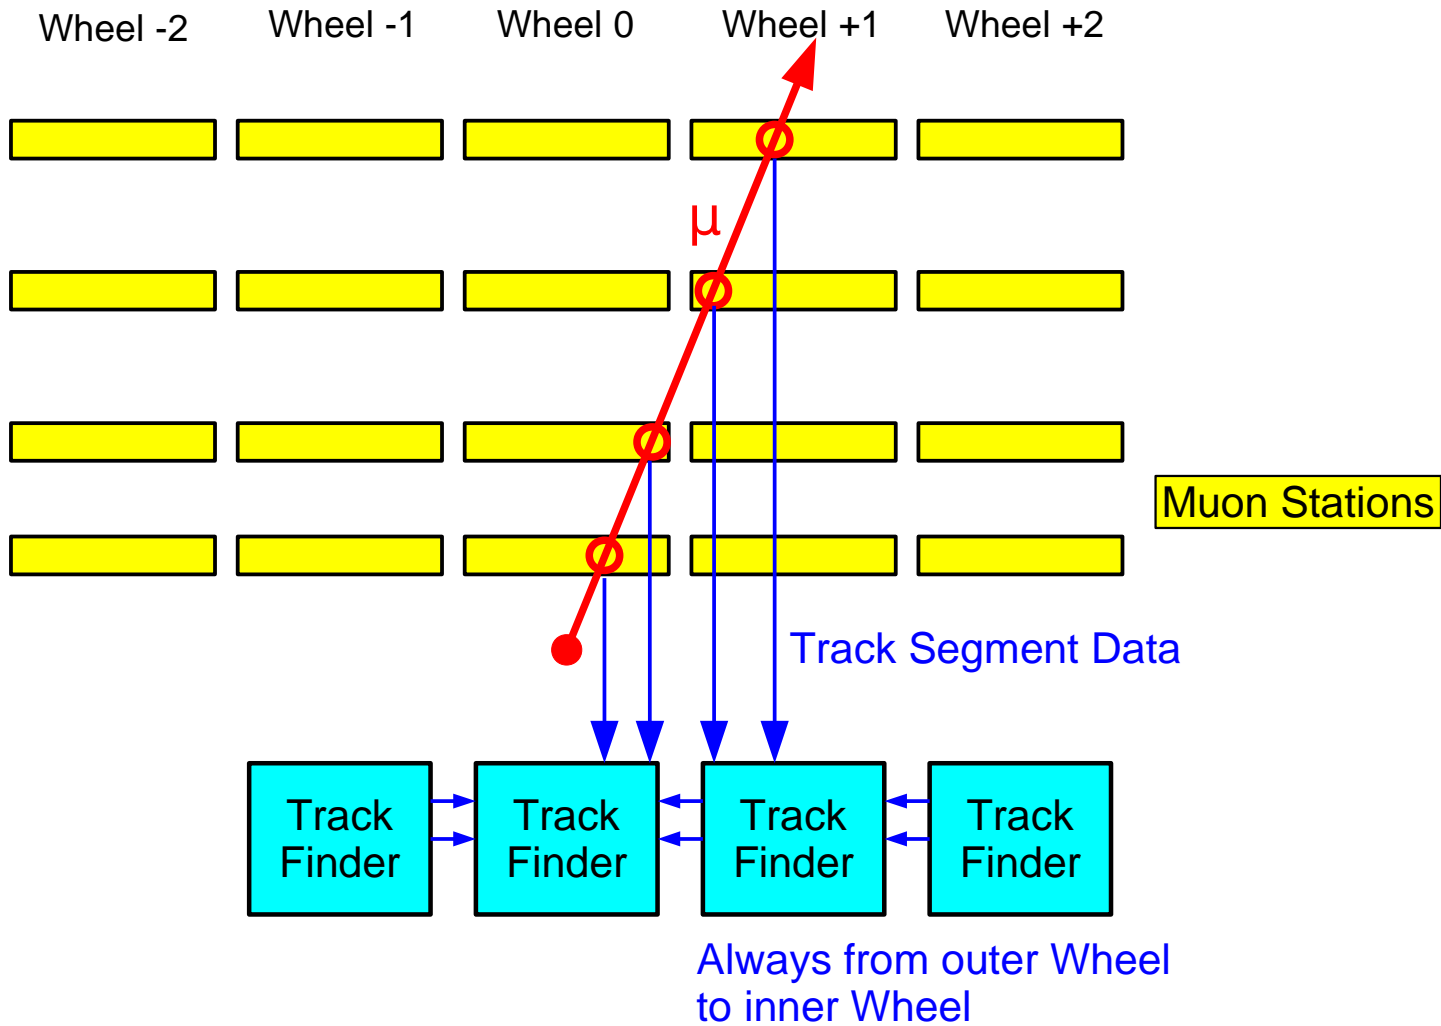 Wheel -2
Wheel -1
Wheel 0
Wheel +1
Wheel +2
μ
Muon Stations
Track Segment Data
Track
Finder
Track
Finder
Track
Finder
Track
Finder
Always from outer Wheel
to inner Wheel